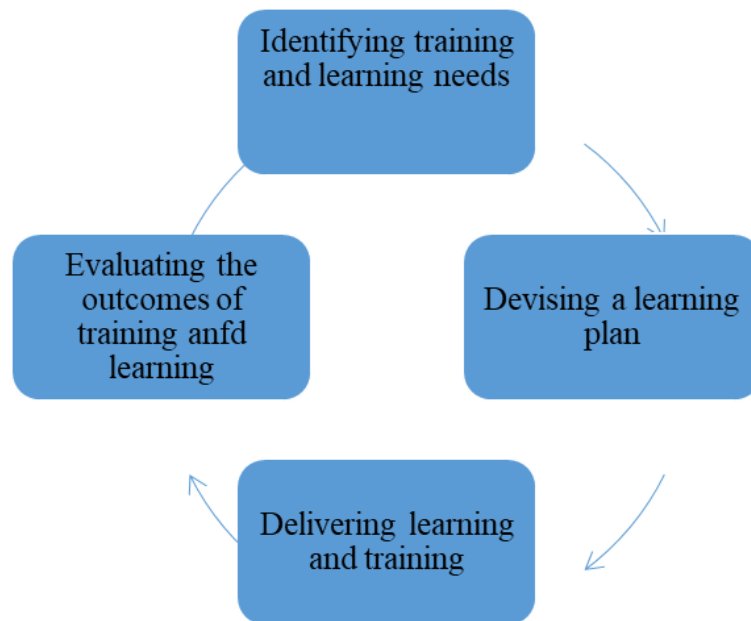 Identifying training
and learning needs
Devising a learning
plan
Delivering learning
and training
Evaluating the
outcomes of
training anfd
learning